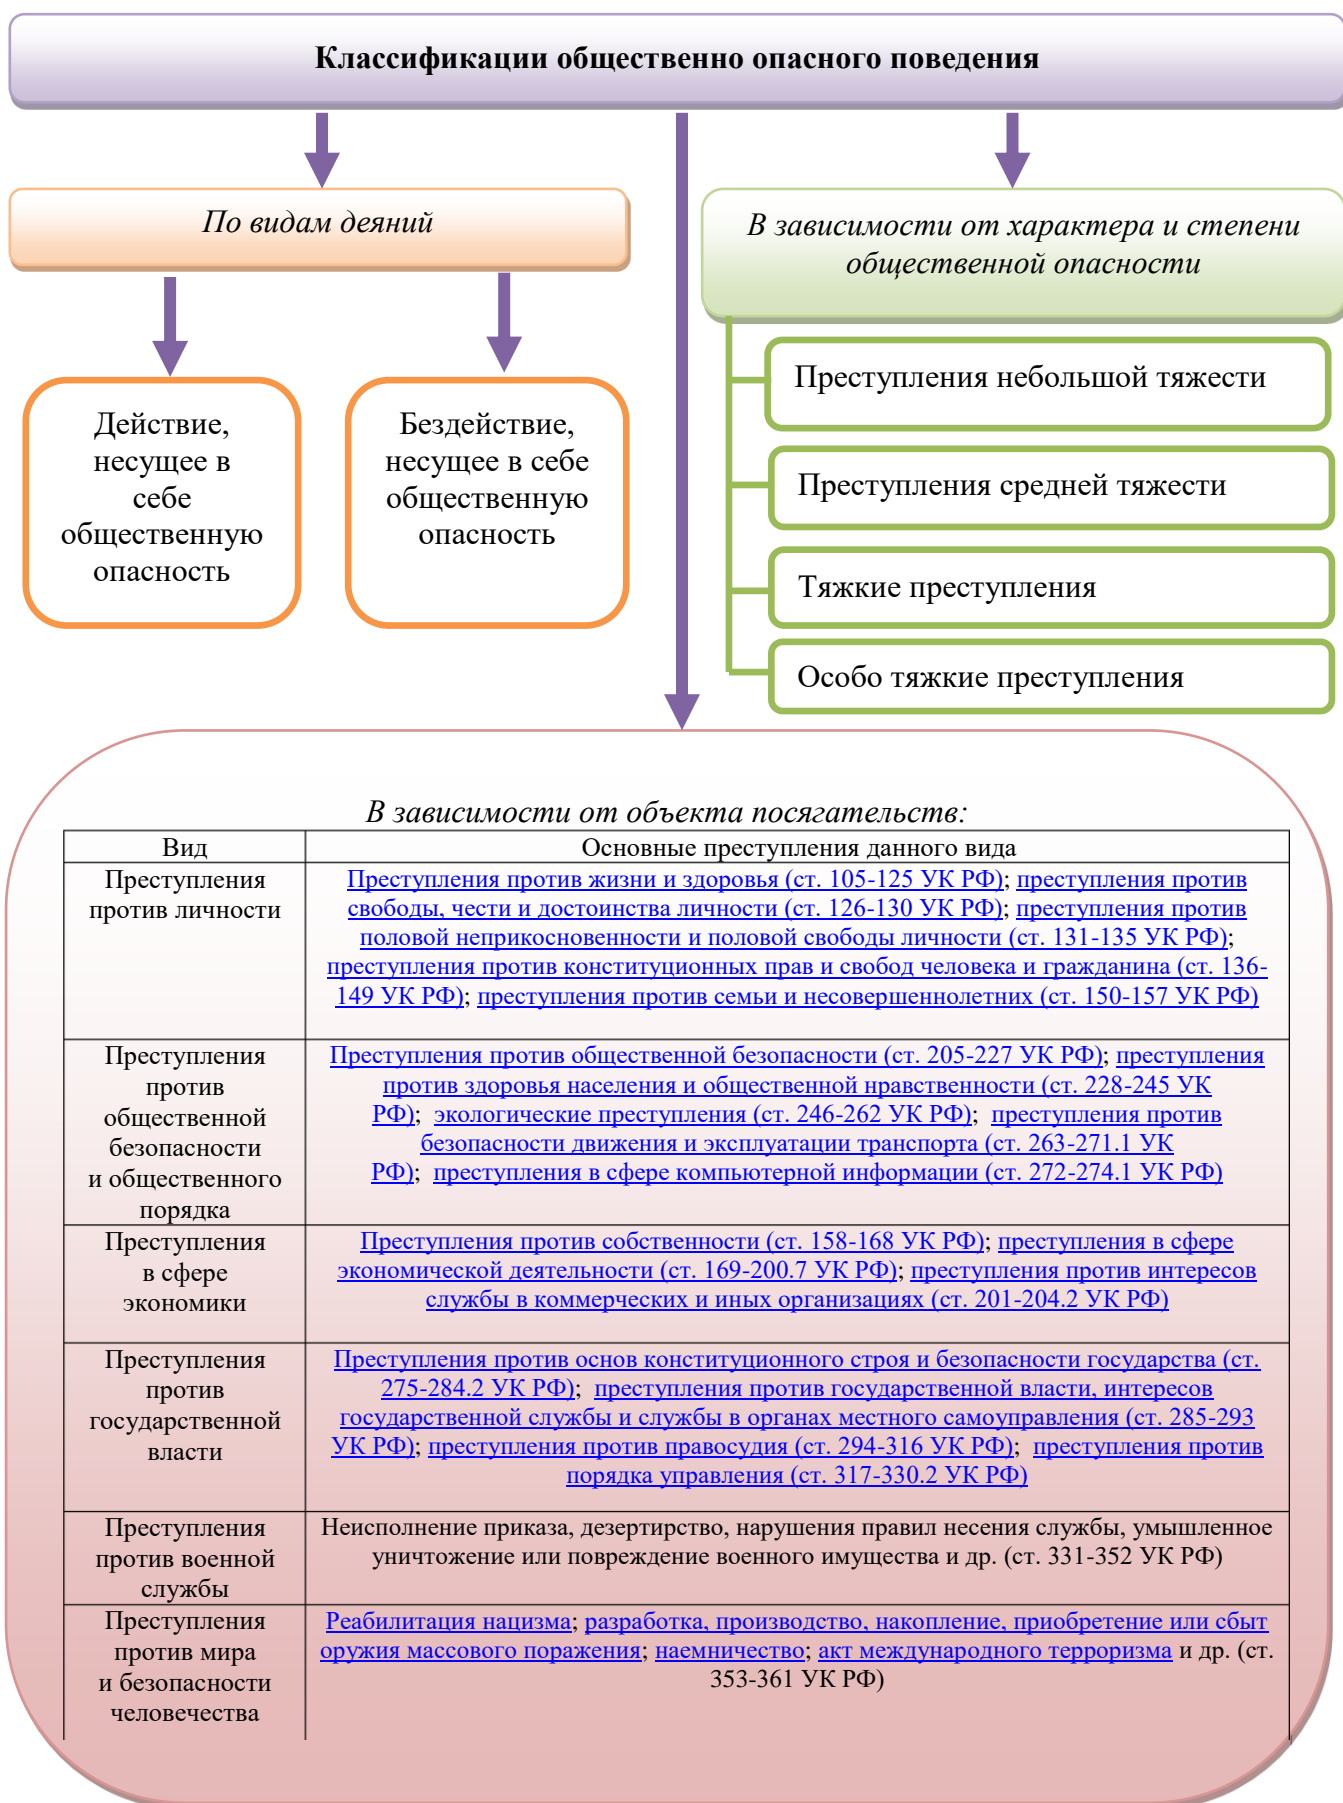 Классификации общественно опасного поведения
По видам деяний
В зависимости от характера и степени
общественной опасности
Действие,
несущее в
себе
общественную
опасность
Бездействие,
несущее в себе
общественную
опасность
Преступления небольшой тяжести
Преступления средней тяжести
Тяжкие преступления
Особо тяжкие преступления
В зависимости от объекта посягательств:
Вид
Основные преступления данного вида
Преступления
против личности
Преступления против жизни и здоровья (ст. 105-125 УК РФ); преступления против
свободы, чести и достоинства личности (ст. 126-130 УК РФ); преступления против
половой неприкосновенности и половой свободы личности (ст. 131-135 УК РФ);
преступления против конституционных прав и свобод человека и гражданина (ст. 136-
149 УК РФ); преступления против семьи и несовершеннолетних (ст. 150-157 УК РФ)
Преступления
против
общественной
безопасности
и общественного
порядка
Преступления против общественной безопасности (ст. 205-227 УК РФ); преступления
против здоровья населения и общественной нравственности (ст. 228-245 УК
РФ); экологические преступления (ст. 246-262 УК РФ); преступления против
безопасности движения и эксплуатации транспорта (ст. 263-271.1 УК
РФ); преступления в сфере компьютерной информации (ст. 272-274.1 УК РФ)
Преступления
в сфере
экономики
Преступления против собственности (ст. 158-168 УК РФ); преступления в сфере
экономической деятельности (ст. 169-200.7 УК РФ); преступления против интересов
службы в коммерческих и иных организациях (ст. 201-204.2 УК РФ)
Преступления
против
государственной
власти
Преступления против основ конституционного строя и безопасности государства (ст.
275-284.2 УК РФ); преступления против государственной власти, интересов
государственной службы и службы в органах местного самоуправления (ст. 285-293
УК РФ); преступления против правосудия (ст. 294-316 УК РФ); преступления против
порядка управления (ст. 317-330.2 УК РФ)
Преступления
против военной
службы
Неисполнение приказа, дезертирство, нарушения правил несения службы, умышленное
уничтожение или повреждение военного имущества и др. (ст. 331-352 УК РФ)
Преступления
против мира
и безопасности
человечества
Реабилитация нацизма; разработка, производство, накопление, приобретение или сбыт
оружия массового поражения; наемничество; акт международного терроризма и др. (ст.
353-361 УК РФ)